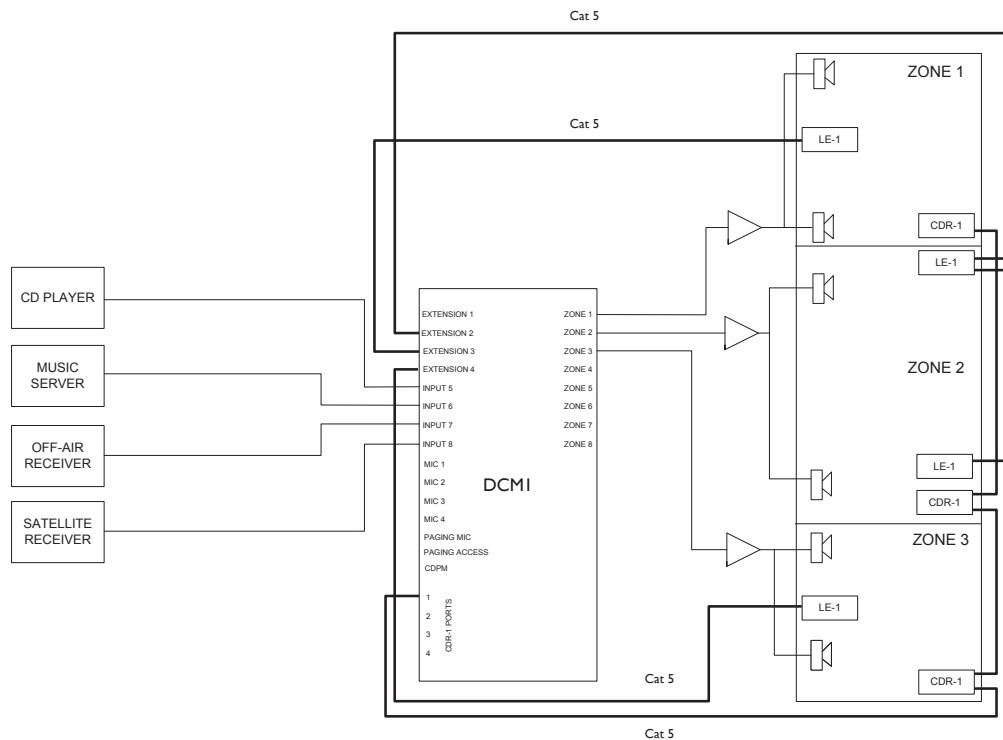 Cat 5
ZONE 1
Cat 5
LE-1
CDR-1
LE-1
CD PLAYER
MUSIC
SERVER
OFF-AIR
RECEIVER
SATELLITE
RECEIVER
EXTENSION 1
EXTENSION 2
EXTENSION 3
EXTENSION 4
INPUT 5
INPUT 6
INPUT 7
INPUT 8
MIC 1
MIC 2
MIC 3
MIC 4
PAGING MIC
PAGING ACCESS
CDPM
1
2
3
4
CDR-1 PORTS
DCM1
ZONE 1
ZONE 2
ZONE 3
ZONE 4
ZONE 5
ZONE 6
ZONE 7
ZONE 8
ZONE 2
LE-1
CDR-1
ZONE 3
LE-1
CDR-1
Cat 5
Cat 5